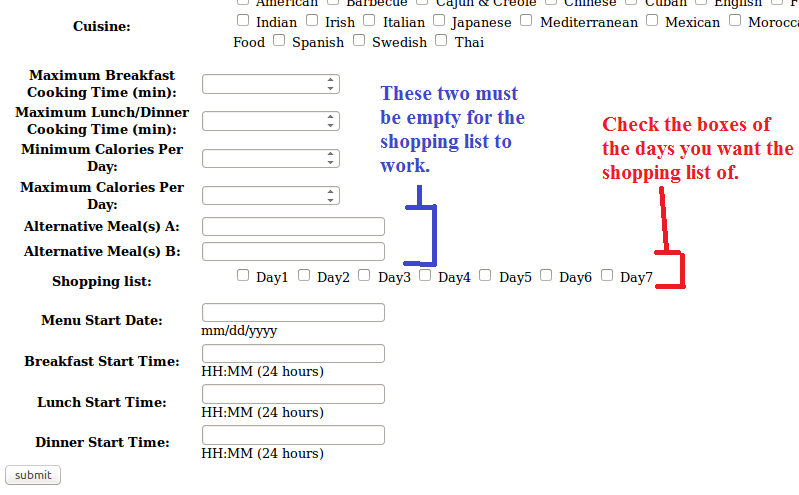 American Barbecue Cajun & Creole Chinese Cuban English
Cuisine:
Indian Irish Italian Japanese Mediterranean Mexican Morocca
Food Spanish Swedish Thai
Maximum Breakfast
Cooking Time (min):
Maximum Lunch/Dinner
Cooking Time (min):
Minimum Calories Per
Day:
Maximum Calories Per
Day:
Alternative Meal(s) A:
Alternative Meal(s) B:
Shopping list: Day1 Day2 Day3 Day4 Day5 Day6 Day7
Menu Start Date:
mm/dd/yyyy
Breakfast Start Time:
HH:MM (24 hours)
Lunch Start Time:
HH:MM (24 hours)
Dinner Start Time:
HH:MM (24 hours)
submit
These two must
be empty for the
shopping list to
work.
Check the boxes of
the days you want the
shopping list of.